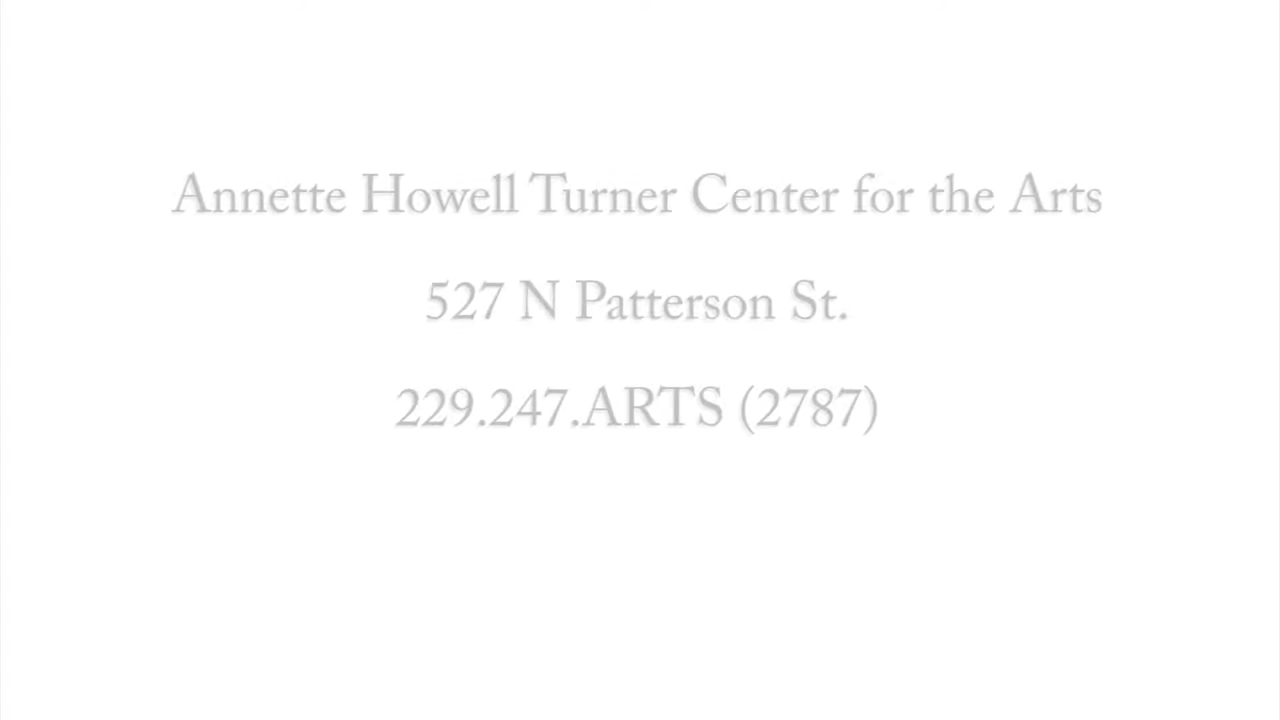 Annette Howell Turner Center for the Arts
527 N Patterson St.
229.247.ARTS (2787)